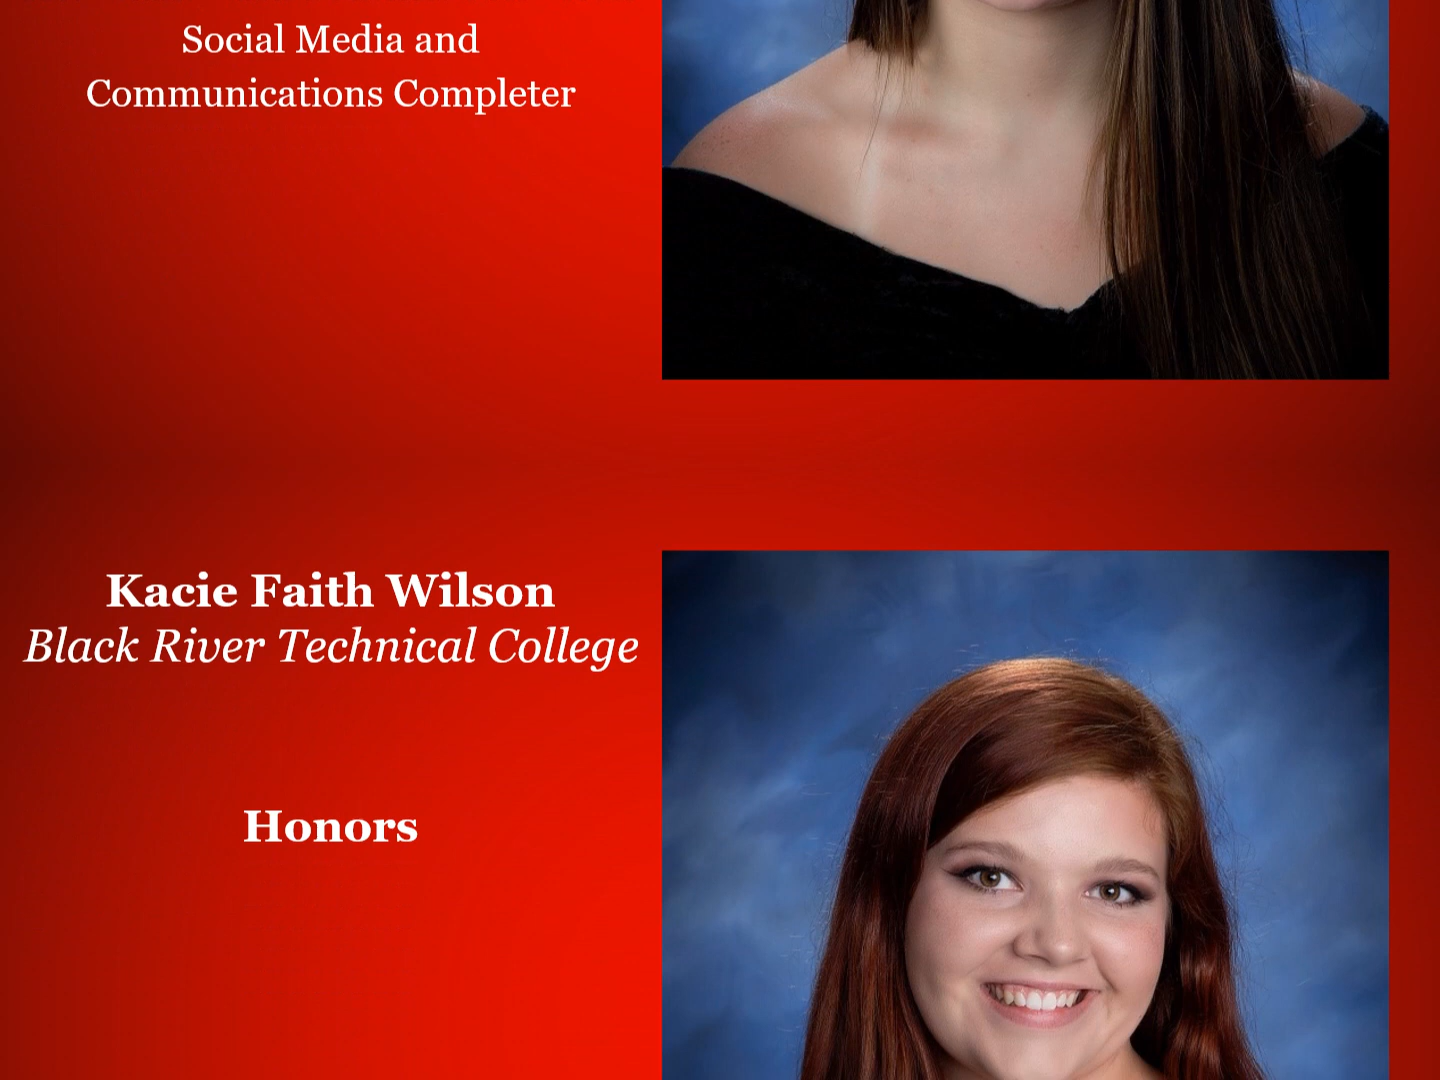 Social Media and
Communications Completer
Kacie Faith Wilson
Black River Technical College
Honors